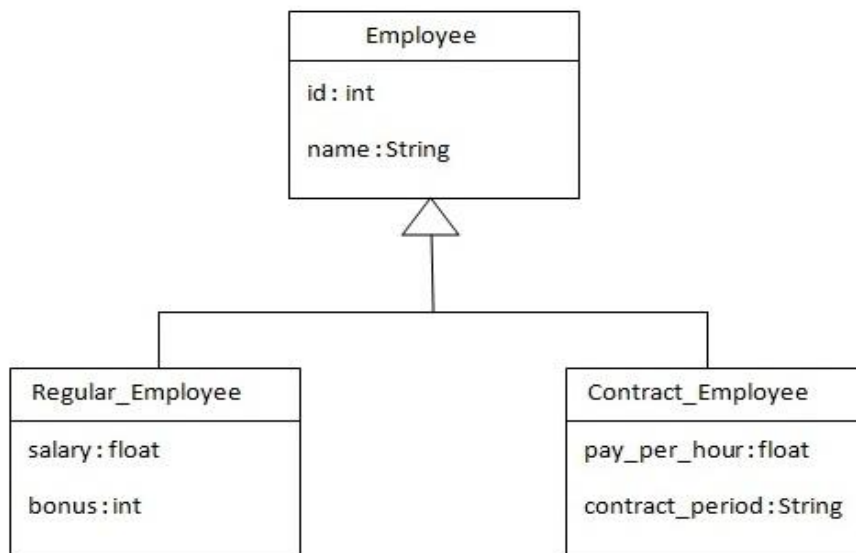 Employee
id : int
name : String
Regular_Employee
salary : float
bonus : int
Contract_Employee
pay_per_hour:float
contract_period : String